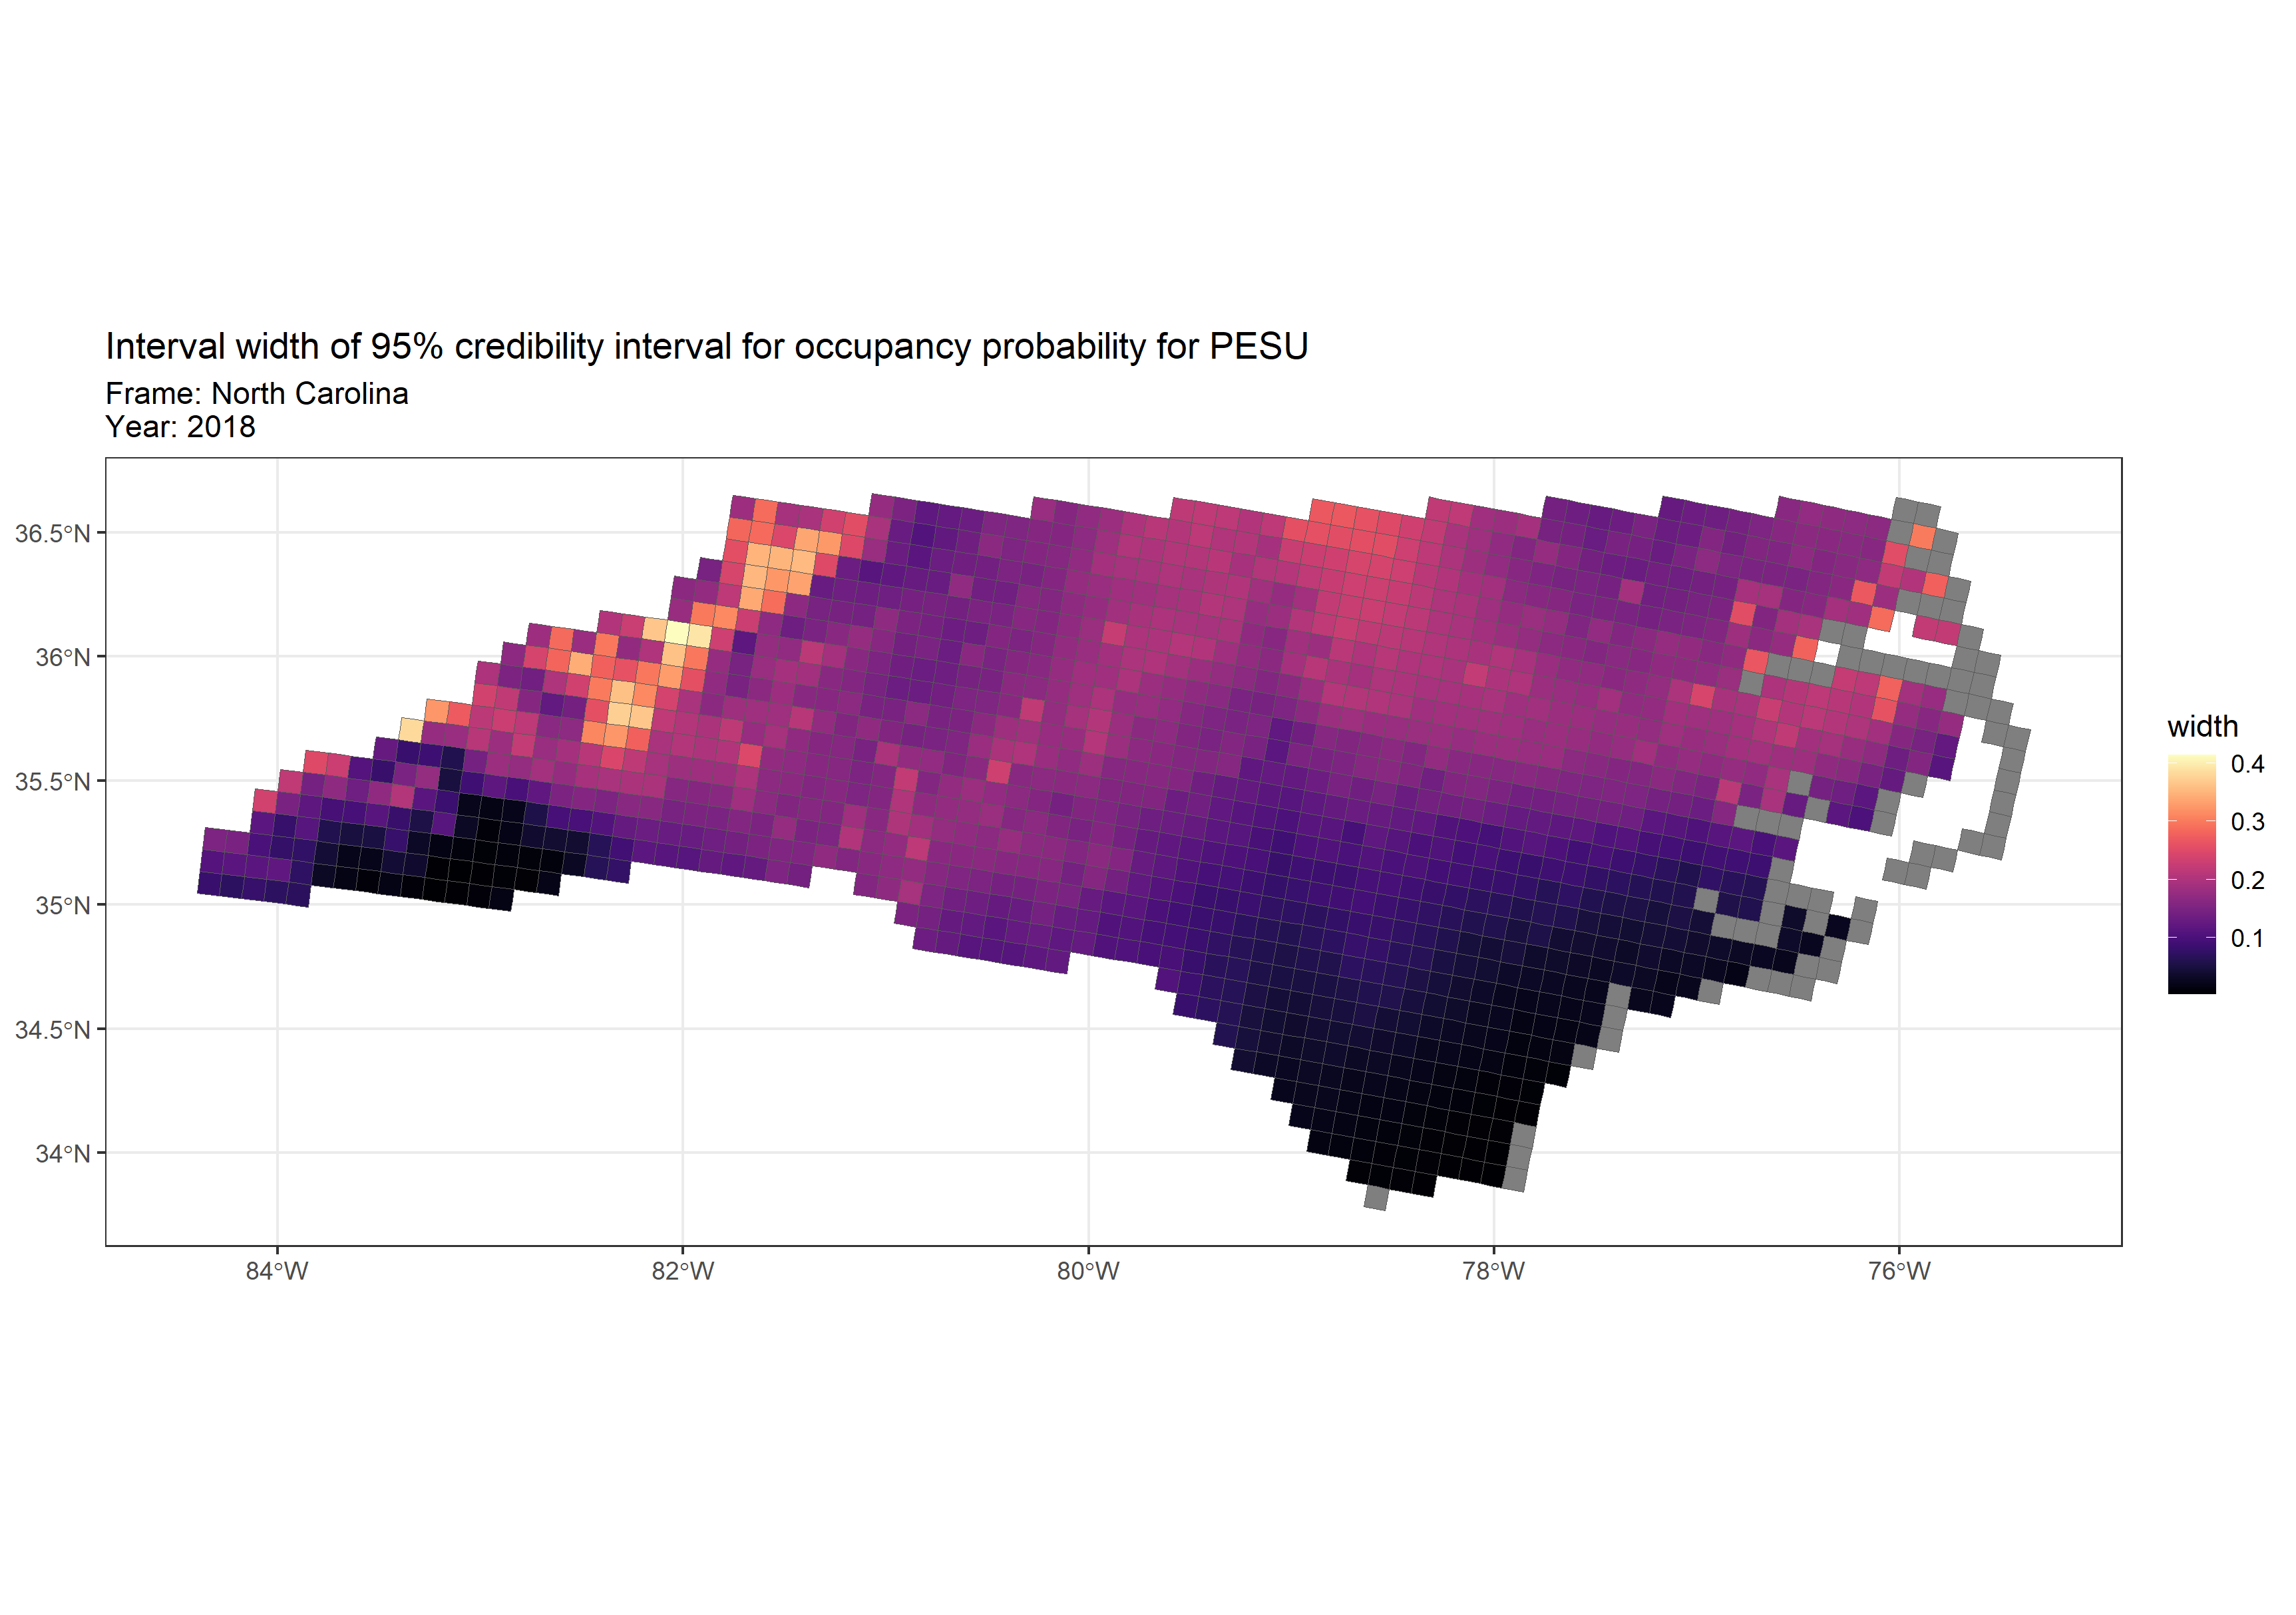 Interval width of 95% credibility interval for occupancy probability for PESU
Frame: North Carolina
Year: 2018
36.5°N
36°N
35.5°N
35°N
34.5°N
34°N
84°W
82°W
80°W
78°W
76°W
width
0.4
0.3
0.2
0.1